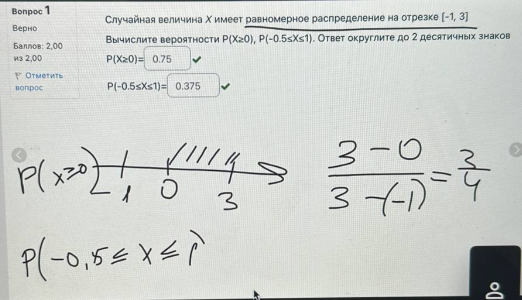 Вопрос 1
Верно
Баллов: 2,00
из 2,00
Отметить
вопрос
Случайная величина X имеет равномерное распределение на отрезке [-1, 3]
Вычислите вероятности P(X≥0), P(-0.5≤X≤1). Ответ округлите до 2 десятичных знаков
P(X≥0)= 0.75
P(-0.5≤X≤1)= 0.375
P(x≥0)
-1 0 3
3-0
3-(-1)
= 3/4
P(-0,5≤ x ≤ 1)